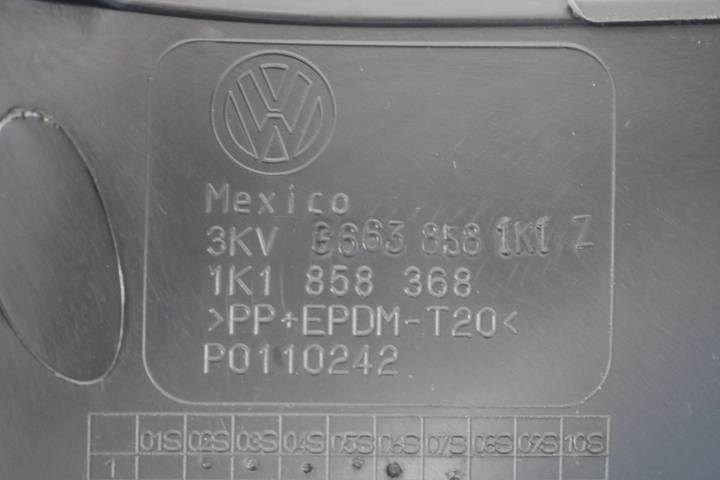 Mexico
3KV 858 1K1 Z
1K1 858 368
>PP+EPDM-T20<
P0110242
01S 02S 03S 04S 05S 06S 07S 08S 09S 10S
1